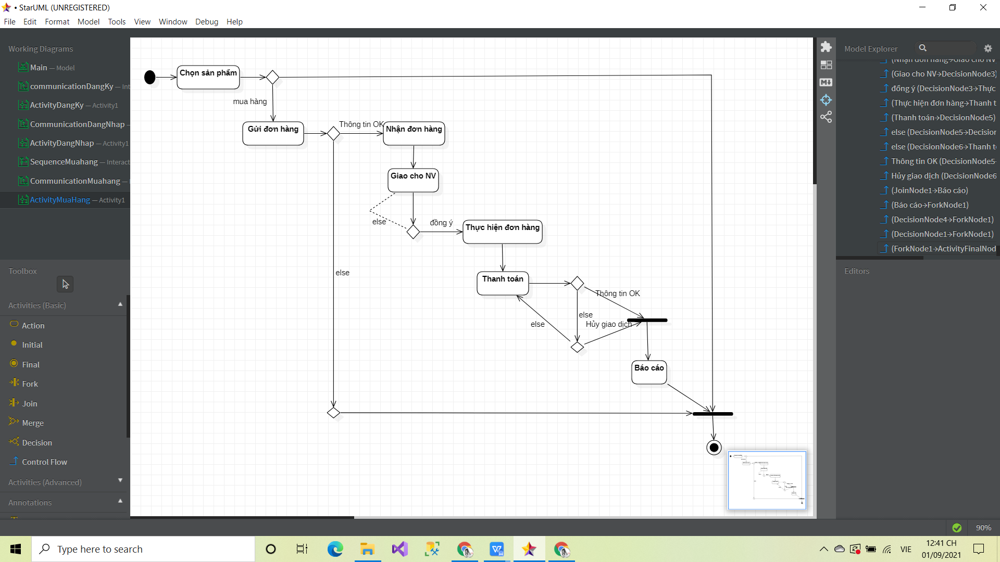 • StarUML (UNREGISTERED)
File Edit Format Model Tools View Window Debug Help
Working Diagrams
Main — Model
communicationDangKy — Int
ActivityDangKy — Activity1
CommunicationDangNhap —
ActivityDangNhap — Activity1
SequenceMuahang — Interact
CommunicationMuahang —
ActivityMuaHang — Activity1
Toolbox
Activities (Basic)
Action
Initial
Final
Fork
Join
Merge
Decision
Control Flow
Activities (Advanced)
Annotations
Chọn sản phẩm
mua hàng
Gửi đơn hàng
Thông tin OK
Nhận đơn hàng
Giao cho NV
else
đồng ý
Thực hiện đơn hàng
else
Thanh toán
Thông tin OK
else
else
Hủy giao dịch
Báo cáo
Model Explorer
(Nhận đơn hàng→Giao cho NV
(Giao cho NV→DecisionNode3)
đồng ý (DecisionNode3→Thực
(Thực hiện đơn hàng→Thanh t
(Thanh toán→DecisionNode5)
else (DecisionNode5→Decision
else (DecisionNode6→Thanh t
Thông tin OK (DecisionNode5-
Hủy giao dịch (DecisionNode6
(JoinNode1→Báo cáo)
(Báo cáo→ForkNode1)
(DecisionNode4→ForkNode1)
(DecisionNode1→ForkNode1)
(ForkNode1→ActivityFinalNod
Editors
90%
Type here to search
VIE
12:41 CH
01/09/2021